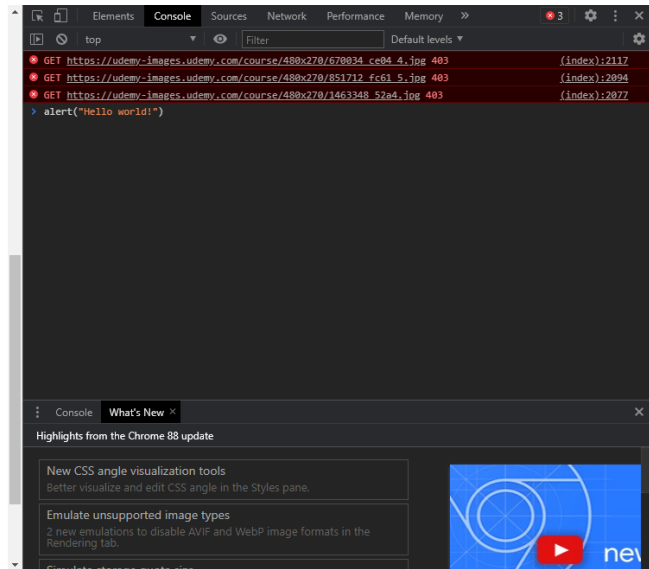 Elements Console Sources Network Performance Memory » 3
top Filter Default levels
GET https://udemy-images.udemy.com/course/480x270/670034_ce04_4.jpg 403 (index):2117
GET https://udemy-images.udemy.com/course/480x270/851712_fc61_5.jpg 403 (index):2094
GET https://udemy-images.udemy.com/course/480x270/1463348_52a4.jpg 403 (index):2077
> alert("Hello world!")
Console What's New ×
Highlights from the Chrome 88 update
New CSS angle visualization tools
Better visualize and edit CSS angle in the Styles pane.
Emulate unsupported image types
2 new emulations to disable AVIF and WebP image formats in the
Rendering tab.
Simulate storage quota size
new